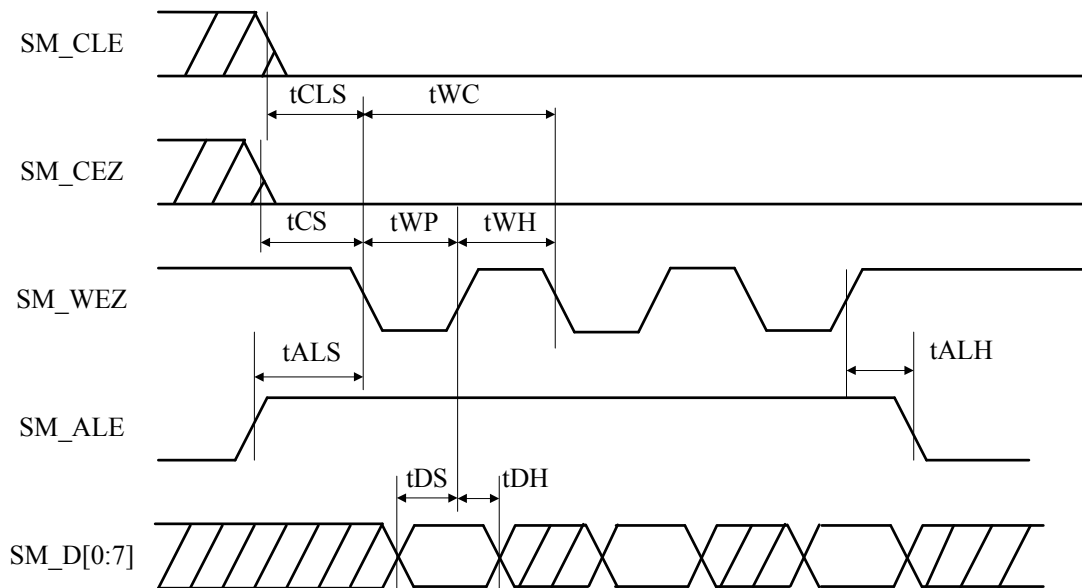 SM_CLE
tCLS
tWC
SM_CEZ
tCS
tWP
tWH
SM_WEZ
tALS
tALH
SM_ALE
tDS
tDH
SM_D[0:7]